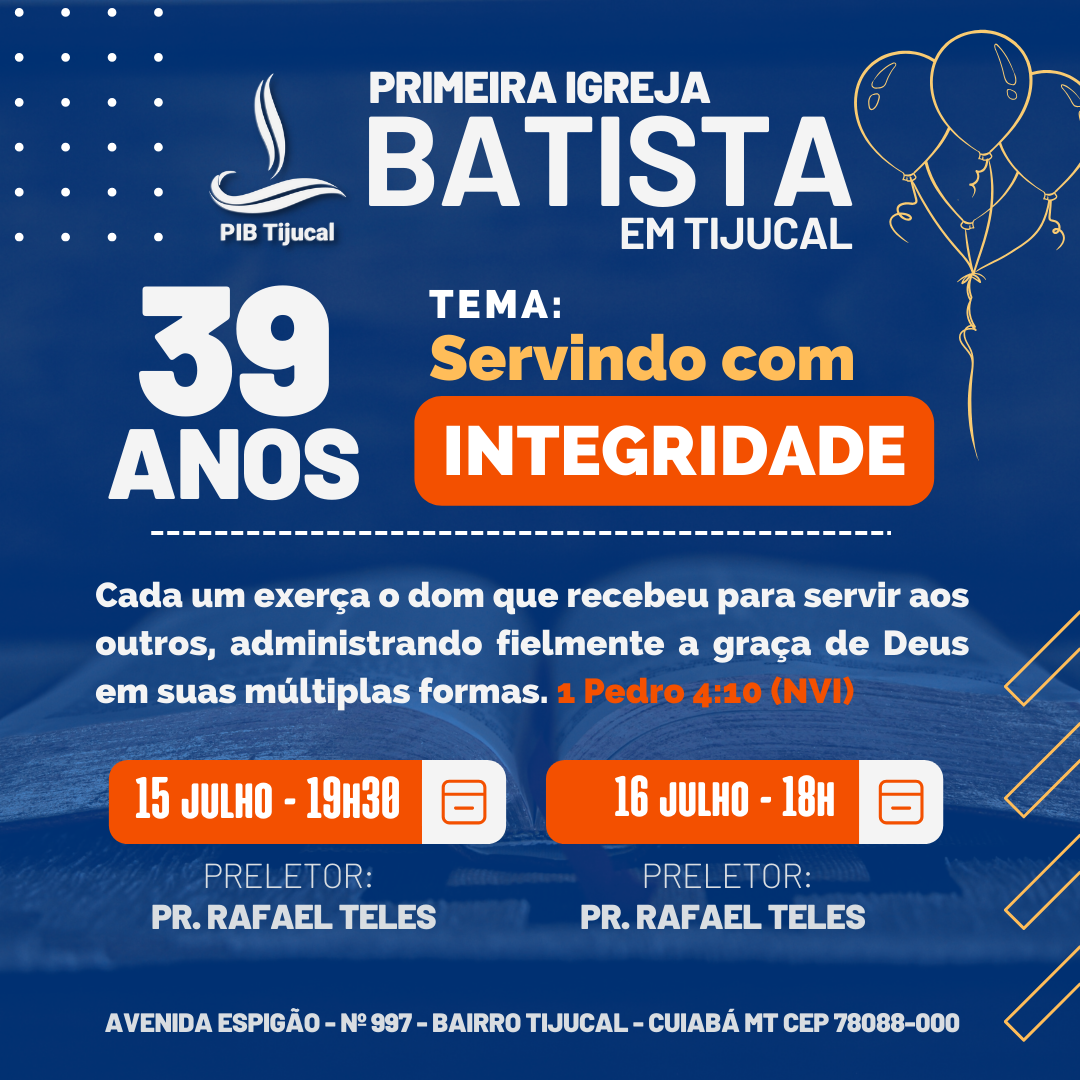 PRIMEIRA IGREJA
BATISTA
EM TIJUCAL
PIB Tijucal
39
ANOS
TEMA:
Servindo com
INTEGRIDADE
Cada um exerça o dom que recebeu para servir aos
outros, administrando fielmente a graça de Deus
em suas múltiplas formas. 1 Pedro 4:10 (NVI)
15 JULHO - 19H30
PRELETOR:
PR. RAFAEL TELES
16 JULHO - 18H
PRELETOR:
PR. RAFAEL TELES
AVENIDA ESPIGÃO - Nº 997 - BAIRRO TIJUCAL - CUIABÁ MT CEP 78088-000